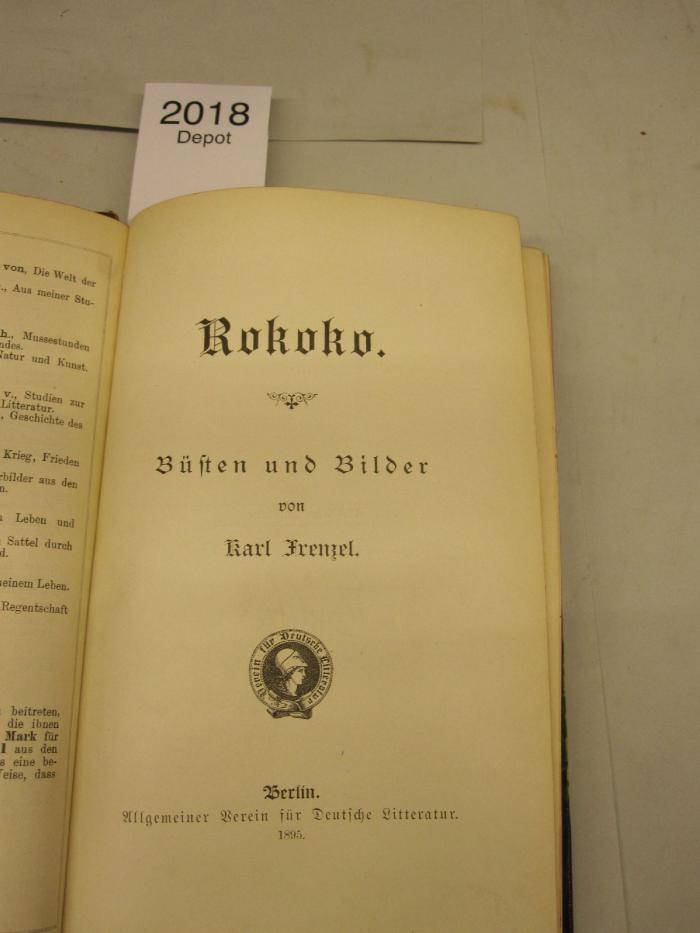 2018
Depot
von, Die Welt der
Aus meiner Stu-
h., Mussestunden
ndes.
Natur und Kunst.
v., Studien zur
Litteratur.
, Geschichte des
Krieg, Frieden
rbilder aus den
n.
Leben und
Sattel durch
d.
meinem Leben.
Regentschaft
beitreten,
die ibnen
Mark für
aus den
s eine be-
Weise, dass
Rokoko.
Büſten und Bilder
von
Karl Frenzel.
Verein für Deutsche Litteratur
Berlin.
Allgemeiner Verein für Deutſche Litteratur.
1895.